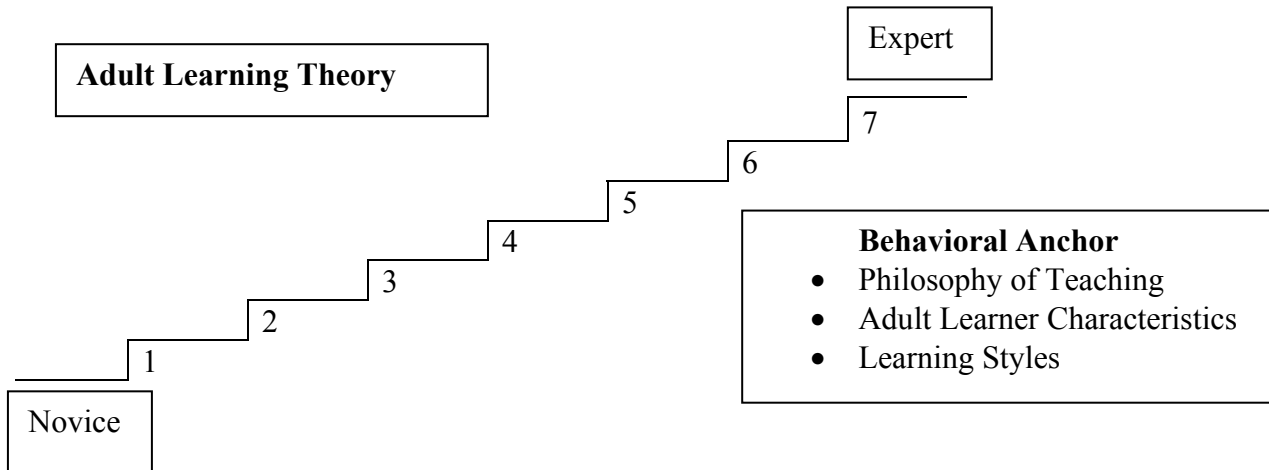 Expert
Adult Learning Theory
7
6
5
4
3
2
1
Behavioral Anchor
• Philosophy of Teaching
• Adult Learner Characteristics
• Learning Styles
Novice